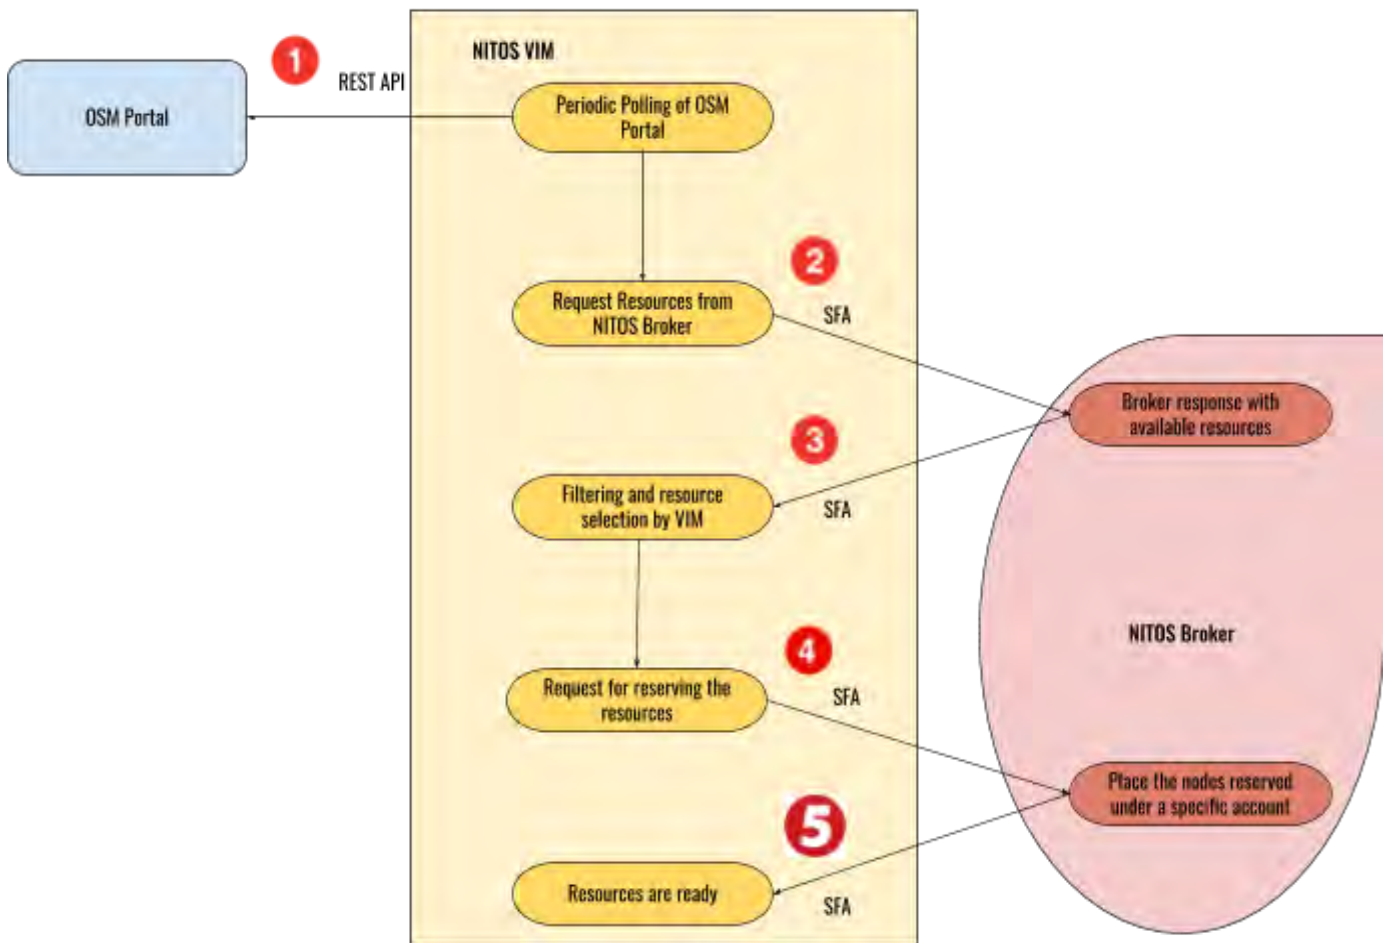 1
REST API
NITOS VIM
OSM Portal
Periodic Polling of OSM
Portal
2
SFA
Request Resources from
NITOS Broker
Broker response with
available resources
3
SFA
Filtering and resource
selection by VIM
NITOS Broker
4
SFA
Request for reserving the
resources
Place the nodes reserved
under a specific account
5
SFA
Resources are ready